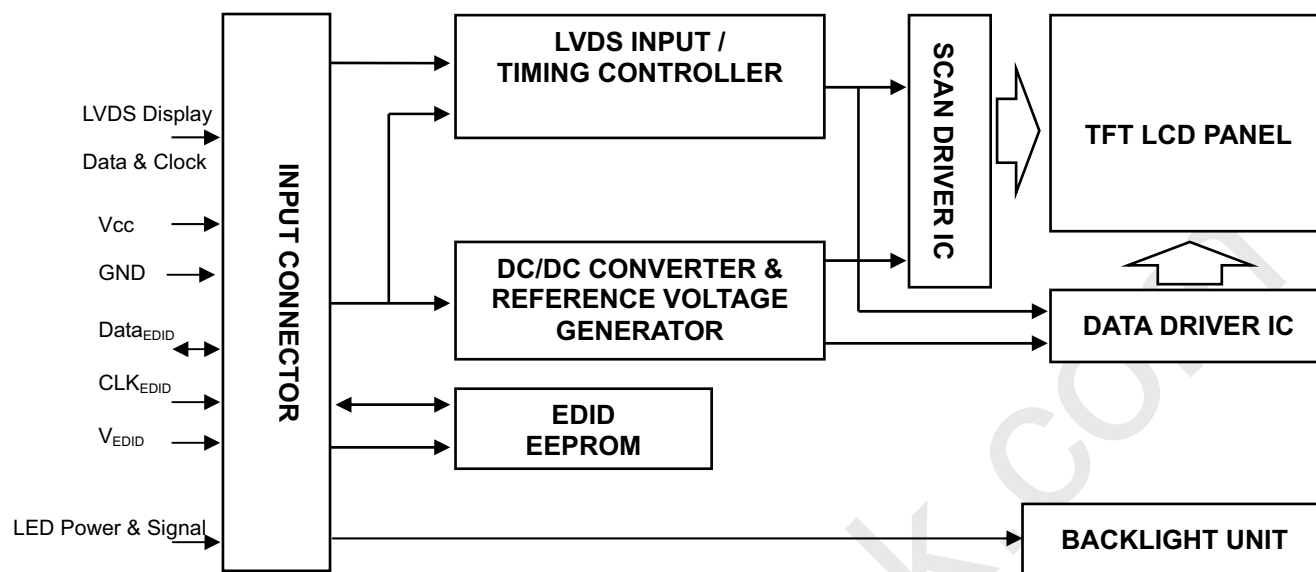 LVDS Display
Data & Clock
Vcc
GND
DataEDID
CLKEDID
VEDID
LED Power & Signal
INPUT CONNECTOR
LVDS INPUT /
TIMING CONTROLLER
DC/DC CONVERTER &
REFERENCE VOLTAGE
GENERATOR
EDID
EEPROM
SCAN DRIVER IC
TFT LCD PANEL
DATA DRIVER IC
BACKLIGHT UNIT
k.com